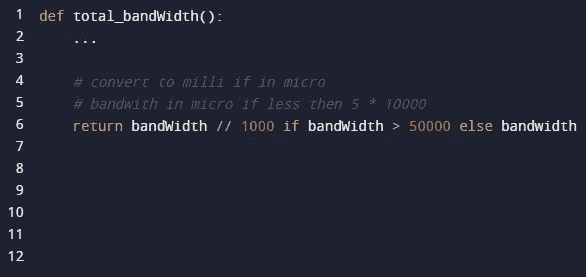 1 def total_bandWidth():
2     ...
3
4     # convert to milli if in micro
5     # bandwith in micro if less then 5 * 10000
6     return bandWidth // 1000 if bandWidth > 50000 else bandwidth
7
8
9
10
11
12